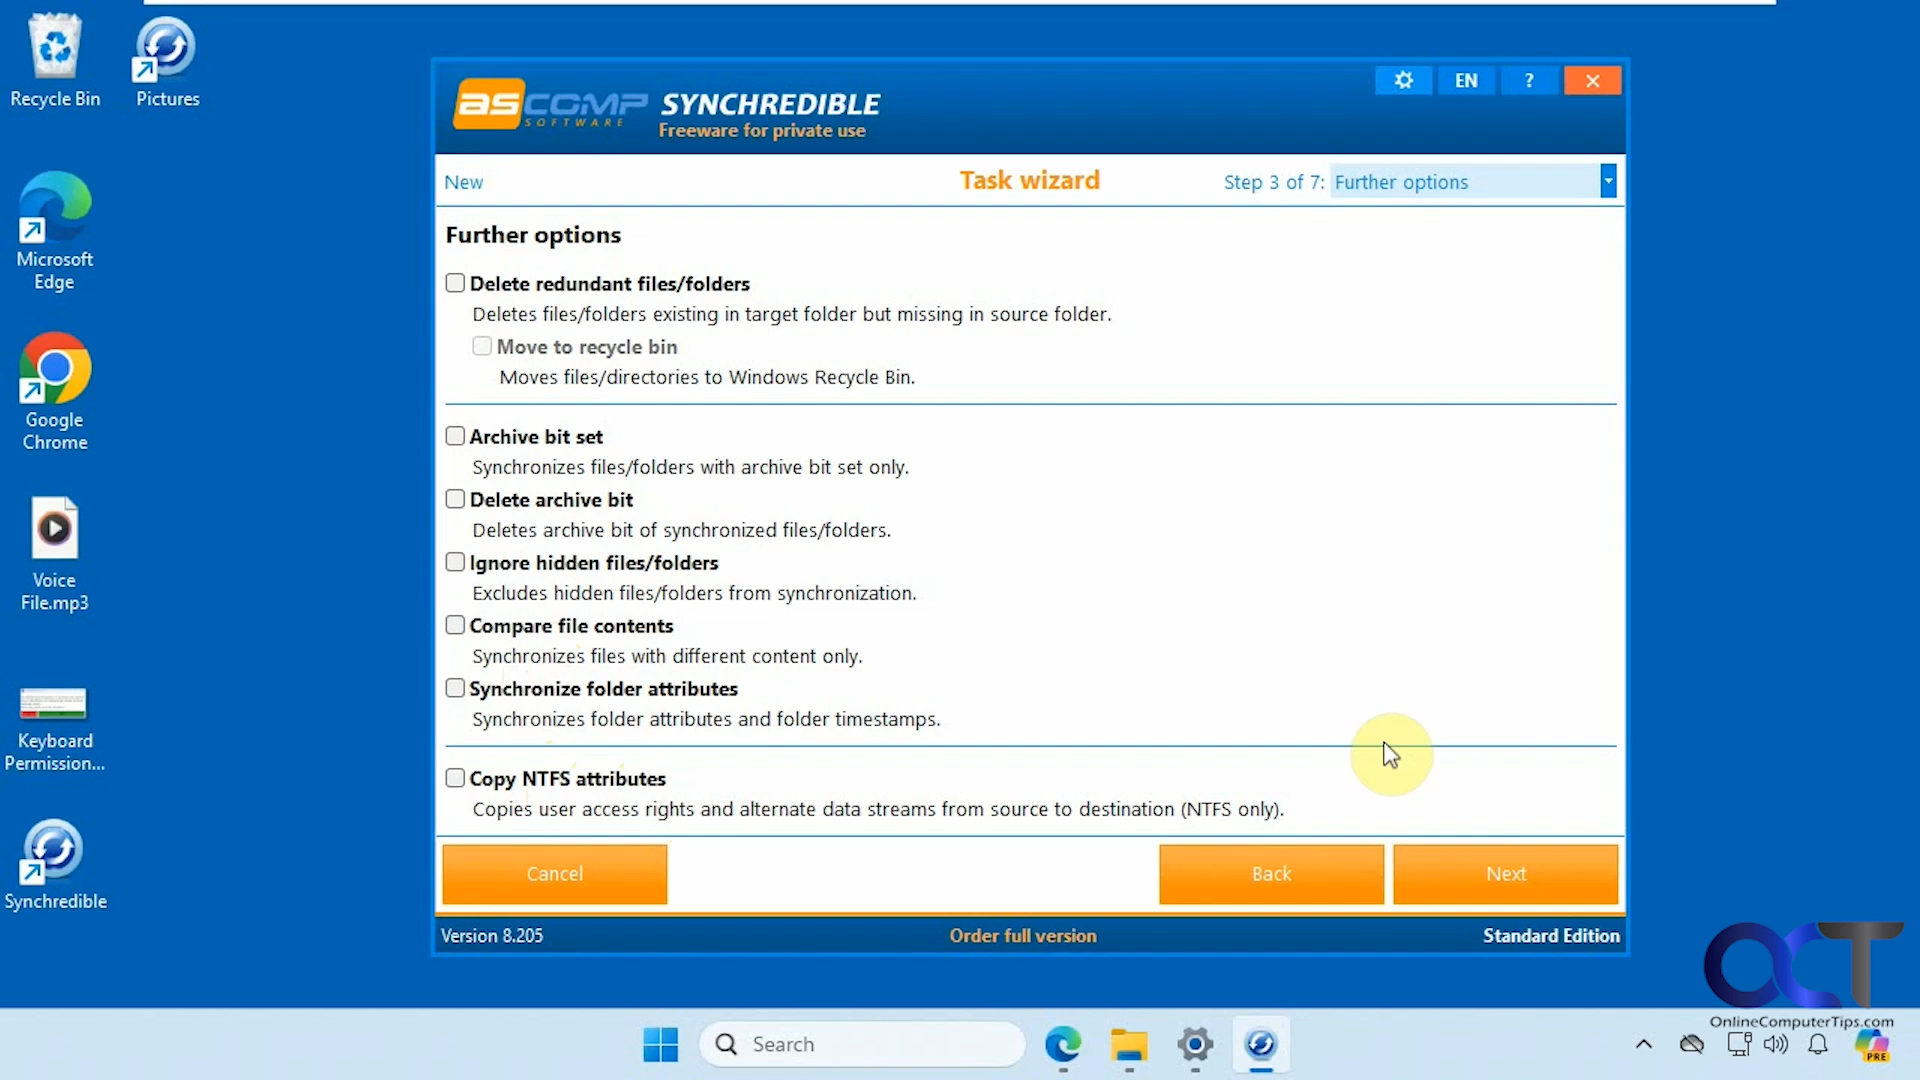 Recycle Bin
Pictures
Microsoft
Edge
Google
Chrome
Voice
File.mp3
Keyboard
Permission...
Synchredible
ascomp
SOFTWARE
SYNCHREDIBLE
Freeware for private use
EN
?
New
Task wizard
Step 3 of 7: Further options
Further options
Delete redundant files/folders
Deletes files/folders existing in target folder but missing in source folder.
Move to recycle bin
Moves files/directories to Windows Recycle Bin.
Archive bit set
Synchronizes files/folders with archive bit set only.
Delete archive bit
Deletes archive bit of synchronized files/folders.
Ignore hidden files/folders
Excludes hidden files/folders from synchronization.
Compare file contents
Synchronizes files with different content only.
Synchronize folder attributes
Synchronizes folder attributes and folder timestamps.
Copy NTFS attributes
Copies user access rights and alternate data streams from source to destination (NTFS only).
Cancel
Back
Next
Version 8.205
Order full version
Standard Edition
OCT
OnlineComputerTips.com
Search
PRE